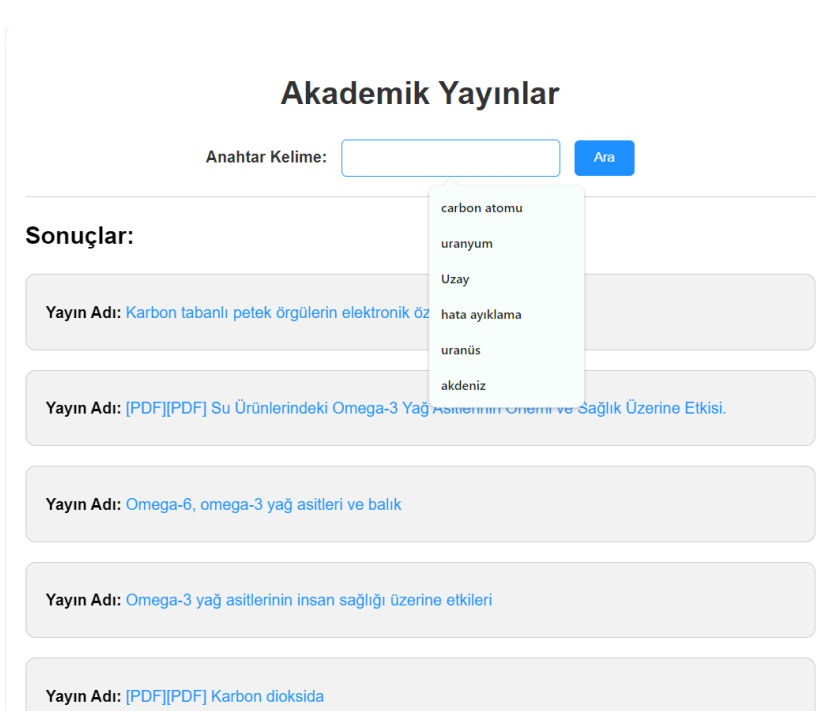 Akademik Yayınlar
Anahtar Kelime: Ara
carbon atomu
uranyum
Uzay
hata ayıklama
uranüs
akdeniz
Sonuçlar:
Yayın Adı: Karbon tabanlı petek örgülerin elektronik
Yayın Adı: [PDF][PDF] Su Ürünlerindeki Omega-3 Yağ Asitlerinin Önemi ve Sağlık Üzerine Etkisi.
Yayın Adı: Omega-6, omega-3 yağ asitleri ve balık
Yayın Adı: Omega-3 yağ asitlerinin insan sağlığı üzerine etkileri
Yayın Adı: [PDF][PDF] Karbon dioksida